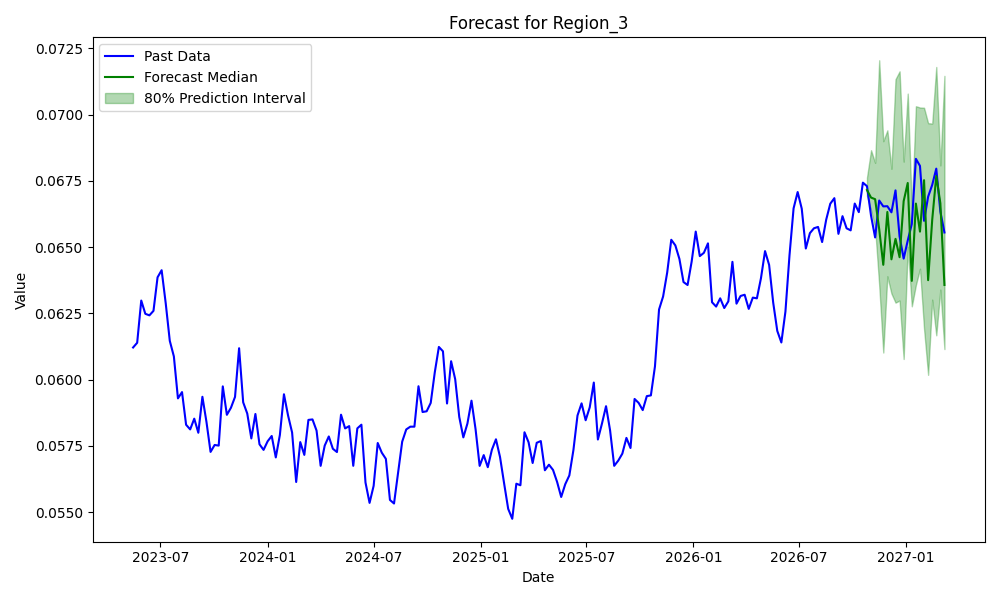 Forecast for Region_3
Past Data
Forecast Median
80% Prediction Interval
Value
0.0725
0.0700
0.0675
0.0650
0.0625
0.0600
0.0575
0.0550
2023-07
2024-01
2024-07
2025-01
2025-07
2026-01
2026-07
2027-01
Date